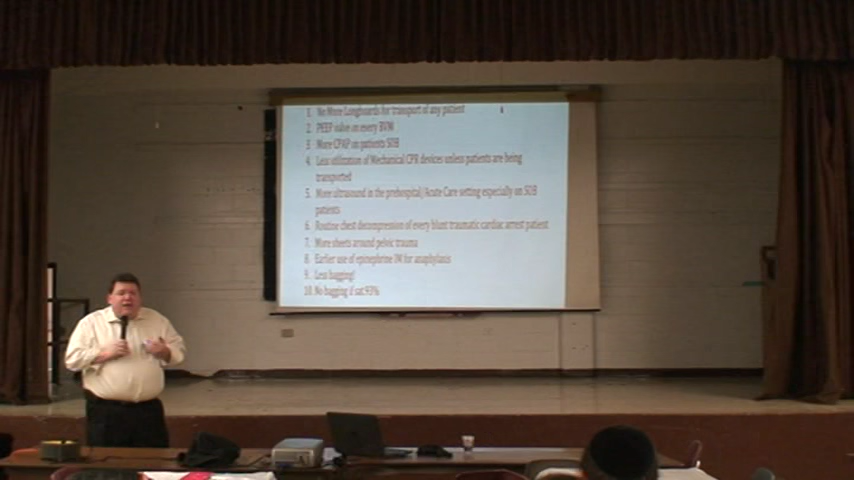 1. No More Longboards for transport of any patient
2. PEEP valve on every BVM
3. More CPAP on patients SOB
4. Less utilization of Mechanical CPR devices unless patients are being
transported
5. More ultrasound in the prehospital/Acute Care setting especially on SOB
patients
6. Routine chest decompression of every blunt traumatic cardiac arrest patient
7. More sheets around pelvic trauma
8. Earlier use of epinephrine IM for anaphylaxis
9. Less bagging!
10. No bagging if sat 93%